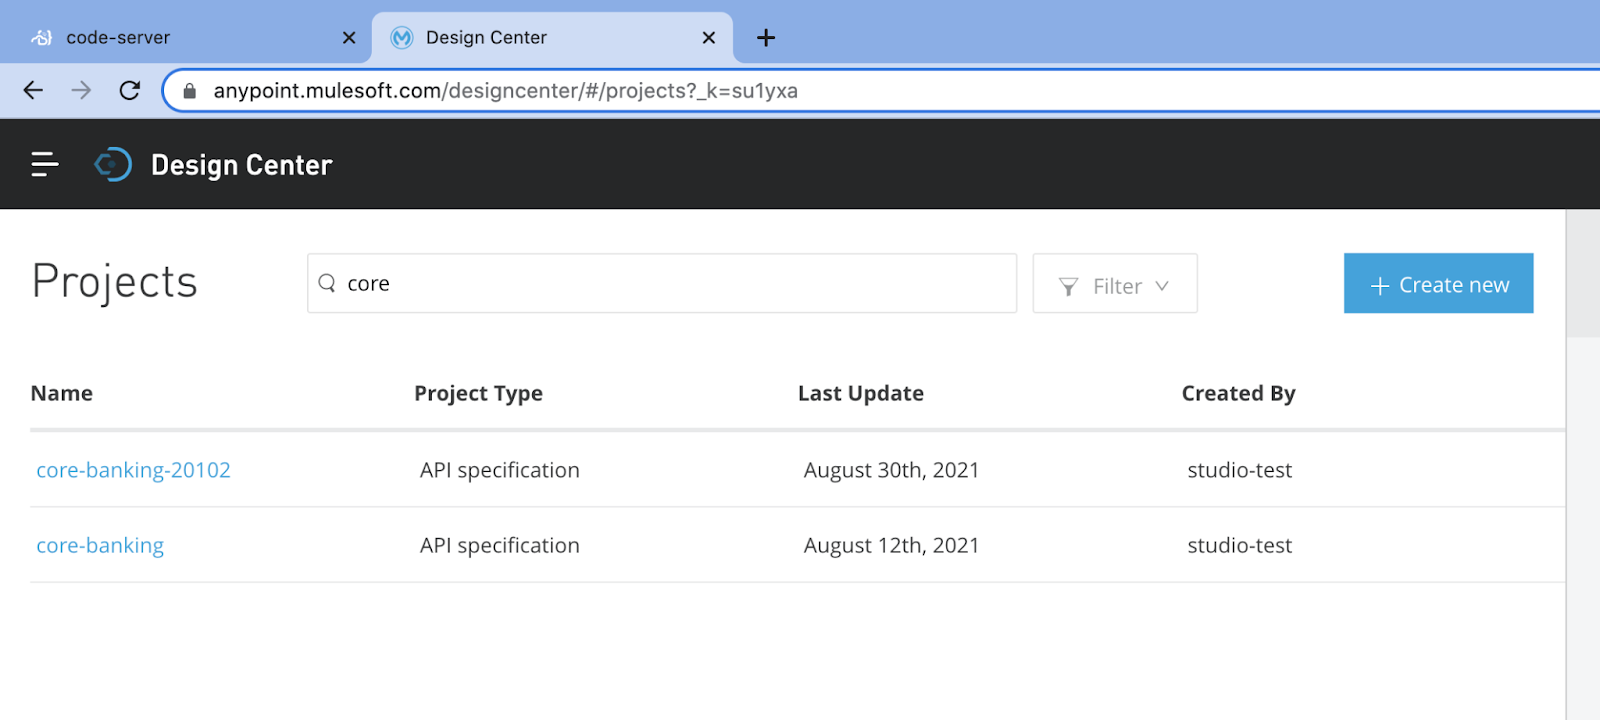 code-server
Design Center
anypoint.mulesoft.com/designcenter/#/projects?_k=su1yxa
Design Center
Projects
core
Filter
Create new
Name Project Type Last Update Created By
core-banking-20102 API specification August 30th, 2021 studio-test
core-banking API specification August 12th, 2021 studio-test